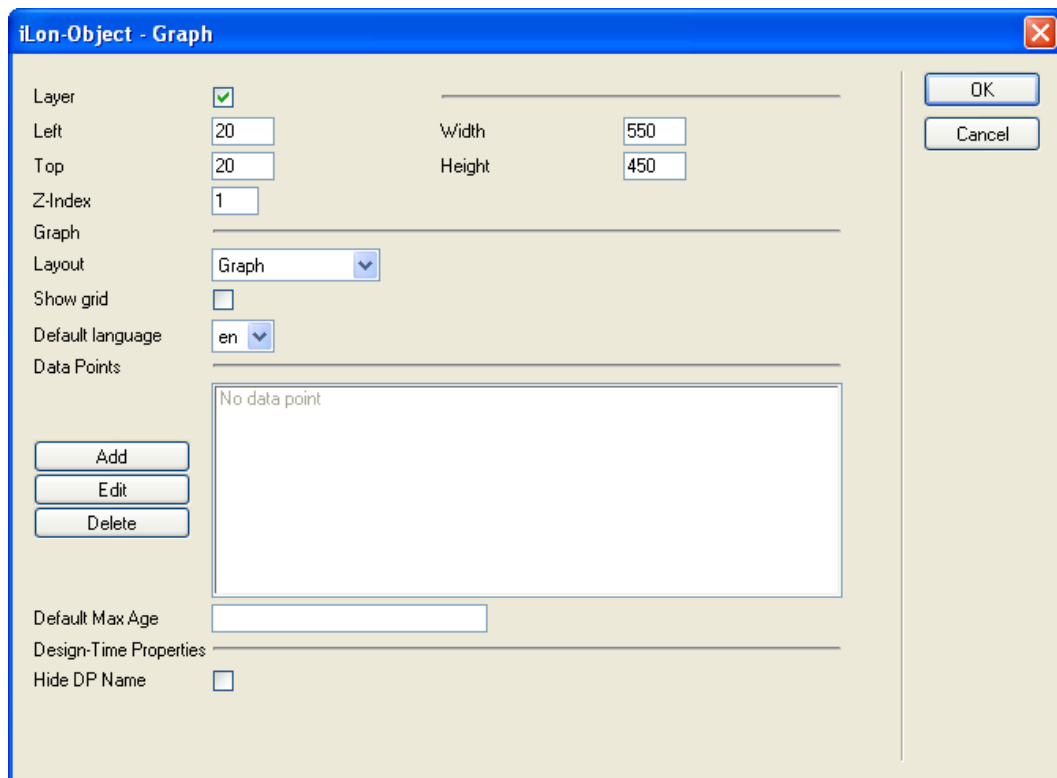 iLon-Object - Graph
Layer
OK
Left 20 Width 550
Cancel
Top 20 Height 450
Z-Index 1
Graph
Layout Graph
Show grid
Default language en
Data Points
No data point
Add
Edit
Delete
Default Max Age
Design-Time Properties
Hide DP Name